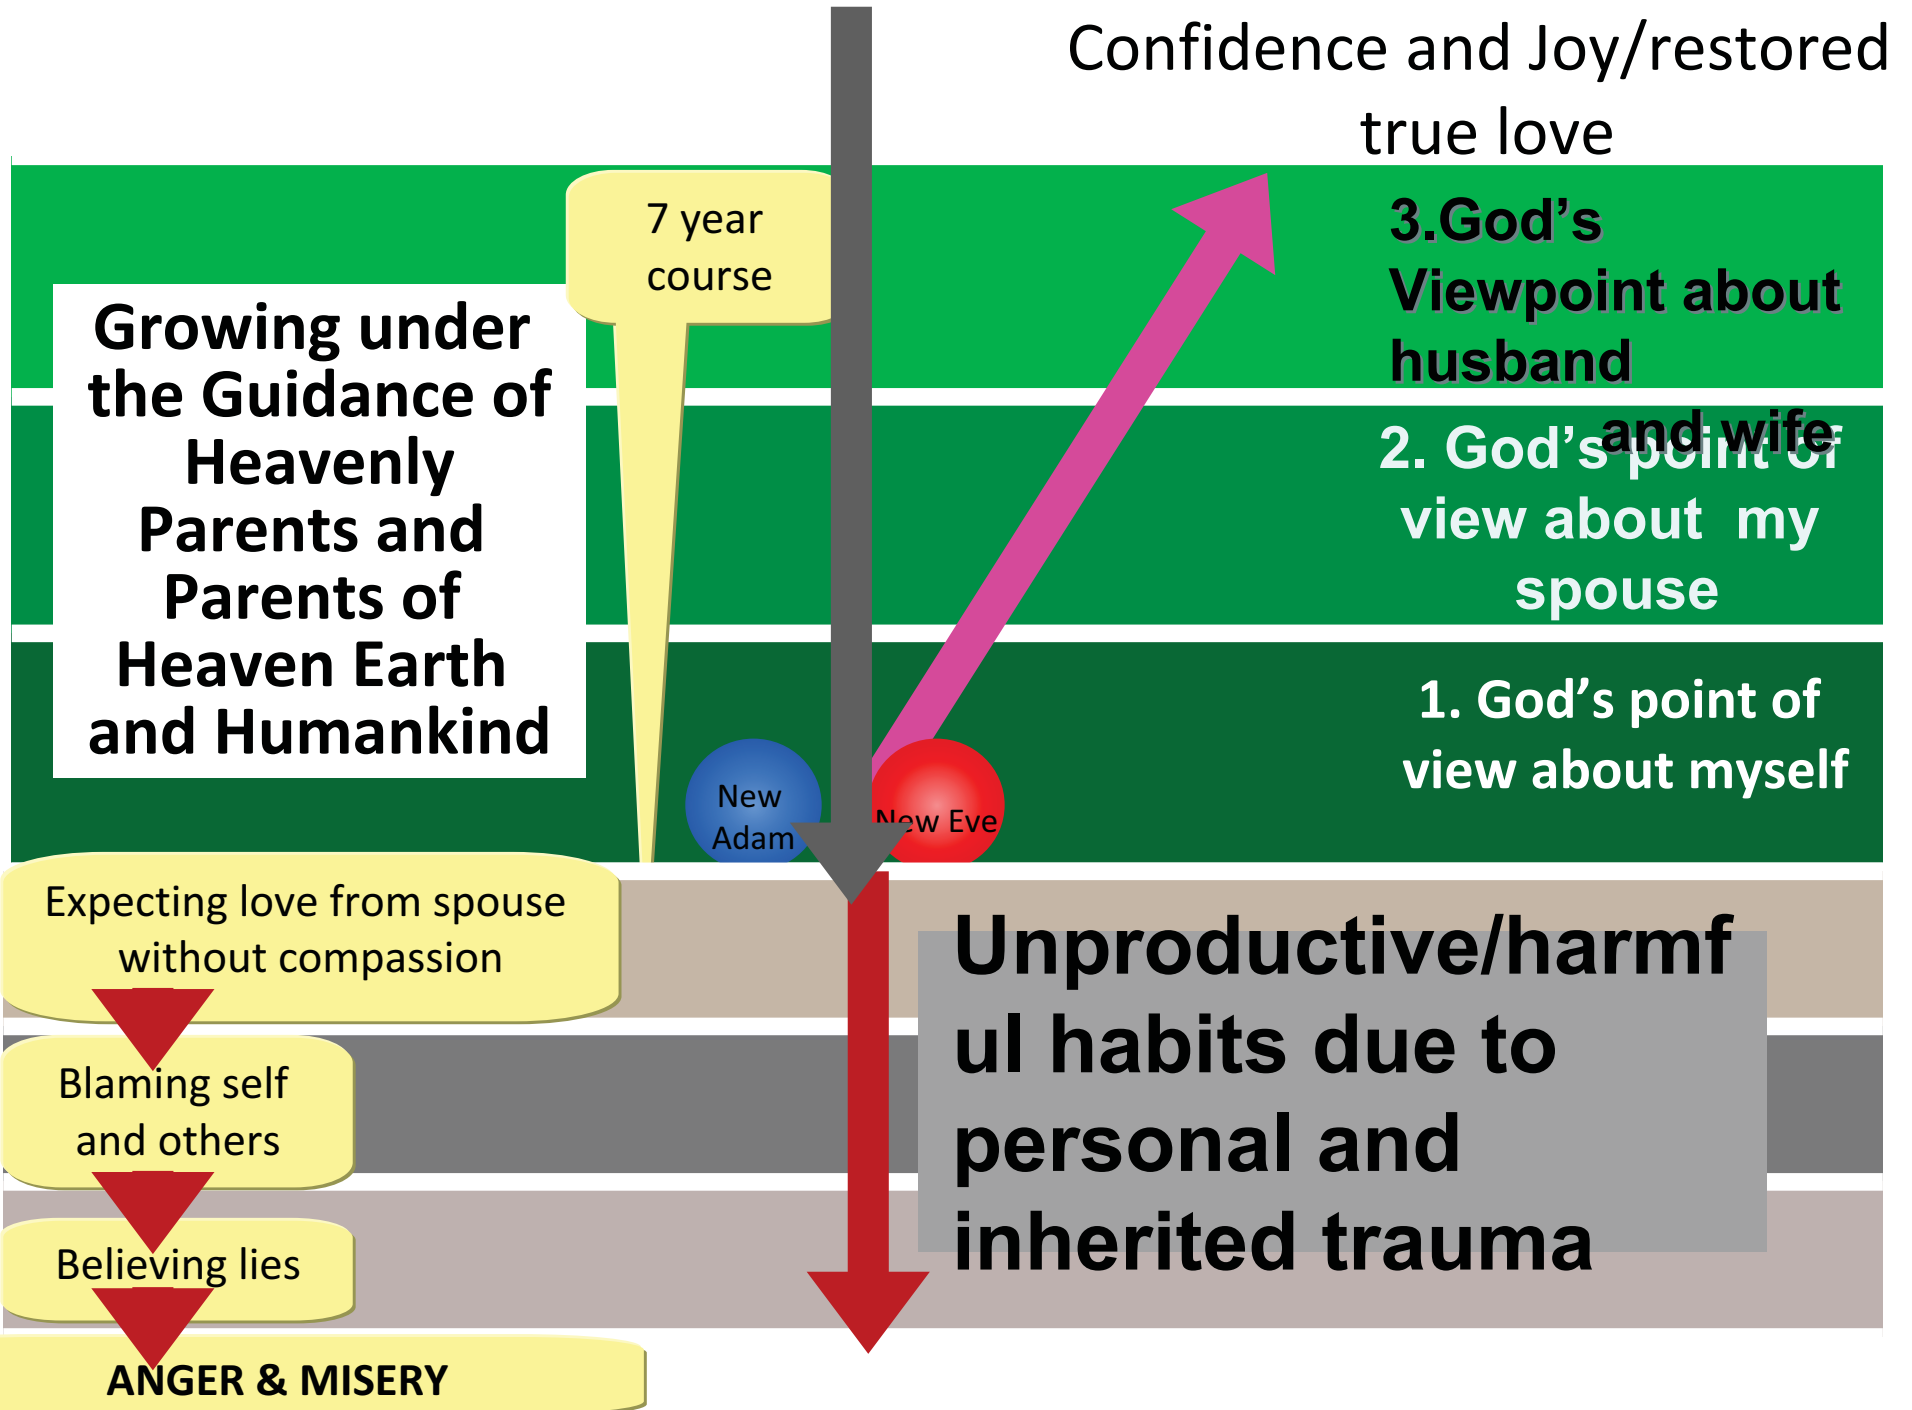 Confidence and Joy/restored
true love
7 year
course
3.God's
Viewpoint about
husband
and wife
Growing under
the Guidance of
Heavenly
Parents and
Parents of
Heaven Earth
and Humankind
2. God's point of
view about my
spouse
1. God’s point of
view about myself
New
Adam
New Eve
Expecting love from spouse
without compassion
Blaming self
and others
Believing lies
ANGER & MISERY
Unproductive/harmf
ul habits due to
personal and
inherited trauma